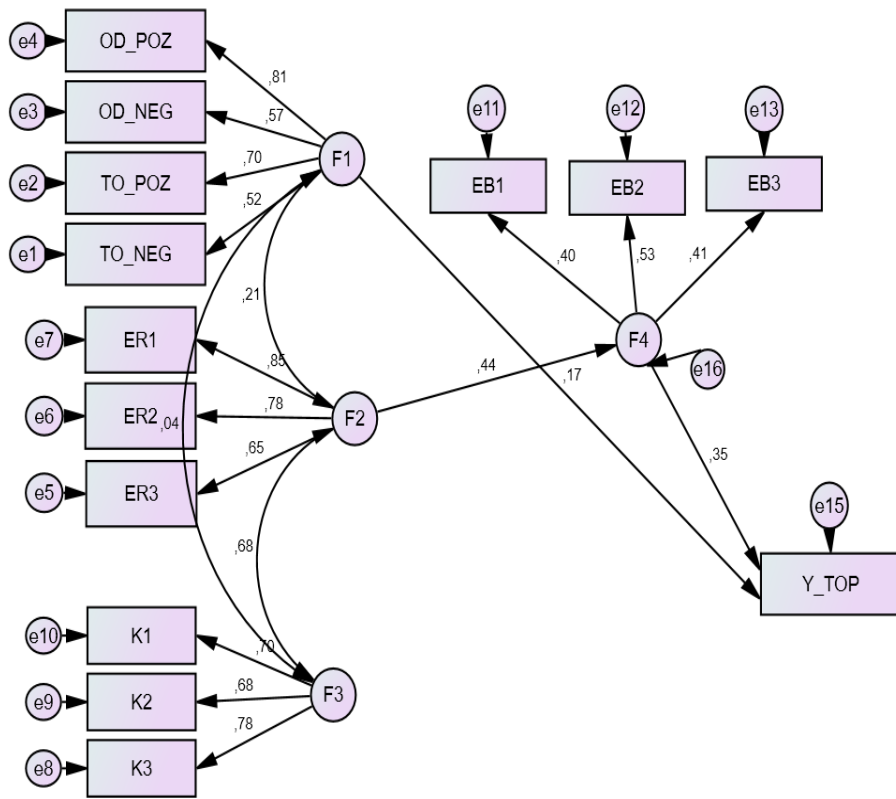 e4
OD_POZ
,81
e3
OD_NEG
,57
e2
TO_POZ
,70
e1
TO_NEG
,52
F1
e11
e12
e13
EB1
EB2
EB3
,40
,53
,41
,21
e7
ER1
,85
F4
e16
,44
,17
e6
ER2
,04
,78
F2
,65
e5
ER3
,35
e15
,68
Y_TOP
e10
K1
,70
e9
K2
,68
F3
,78
e8
K3